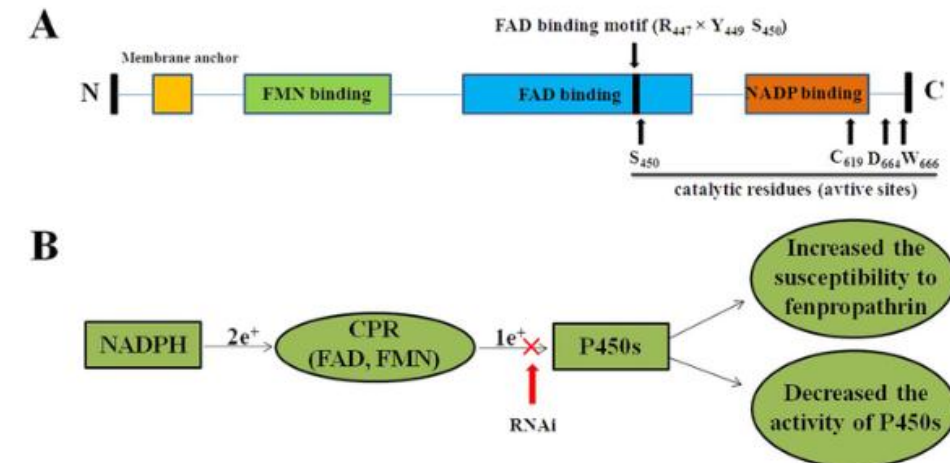 A
FAD binding motif (R447 × Y449 S450)
Membrane anchor
N
FMN binding
FAD binding
NADP binding
C
S450
C619 D664 W666
catalytic residues (avtive sites)
B
Increased the
susceptibility to
fenpropathrin
NADPH
2e+
CPR
(FAD, FMN)
1e+
P450s
RNAi
Decreased the
activity of P450s